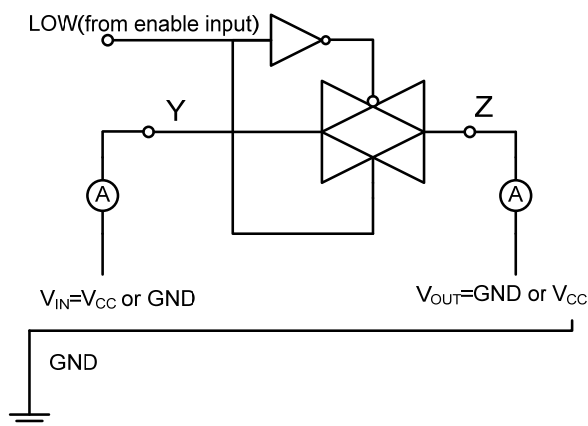 LOW(from enable input)
Y
Z
A
A
V_IN=V_CC or GND
V_OUT=GND or V_CC
GND